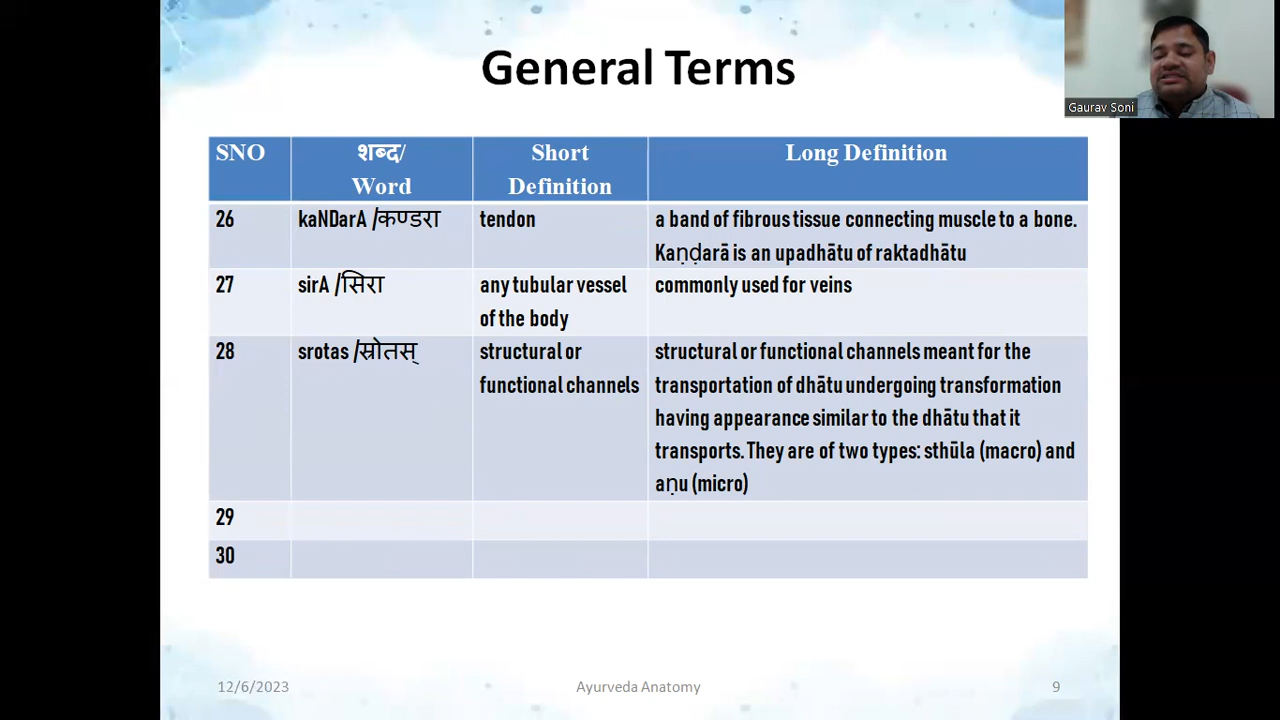 General Terms
Gaurav Soni
SNO
शब्द/
Word
Short
Definition
Long Definition
26
kaNDarA /कण्डरा
tendon
a band of fibrous tissue connecting muscle to a bone.
Kaṇḍarā is an upadhātu of raktadhātu
27
sirA /सिरा
any tubular vessel
of the body
commonly used for veins
28
srotas /स्रोतस्
structural or
functional channels
structural or functional channels meant for the
transportation of dhātu undergoing transformation
having appearance similar to the dhātu that it
transports. They are of two types: sthūla (macro) and
aṇu (micro)
29
30
12/6/2023
Ayurveda Anatomy
9